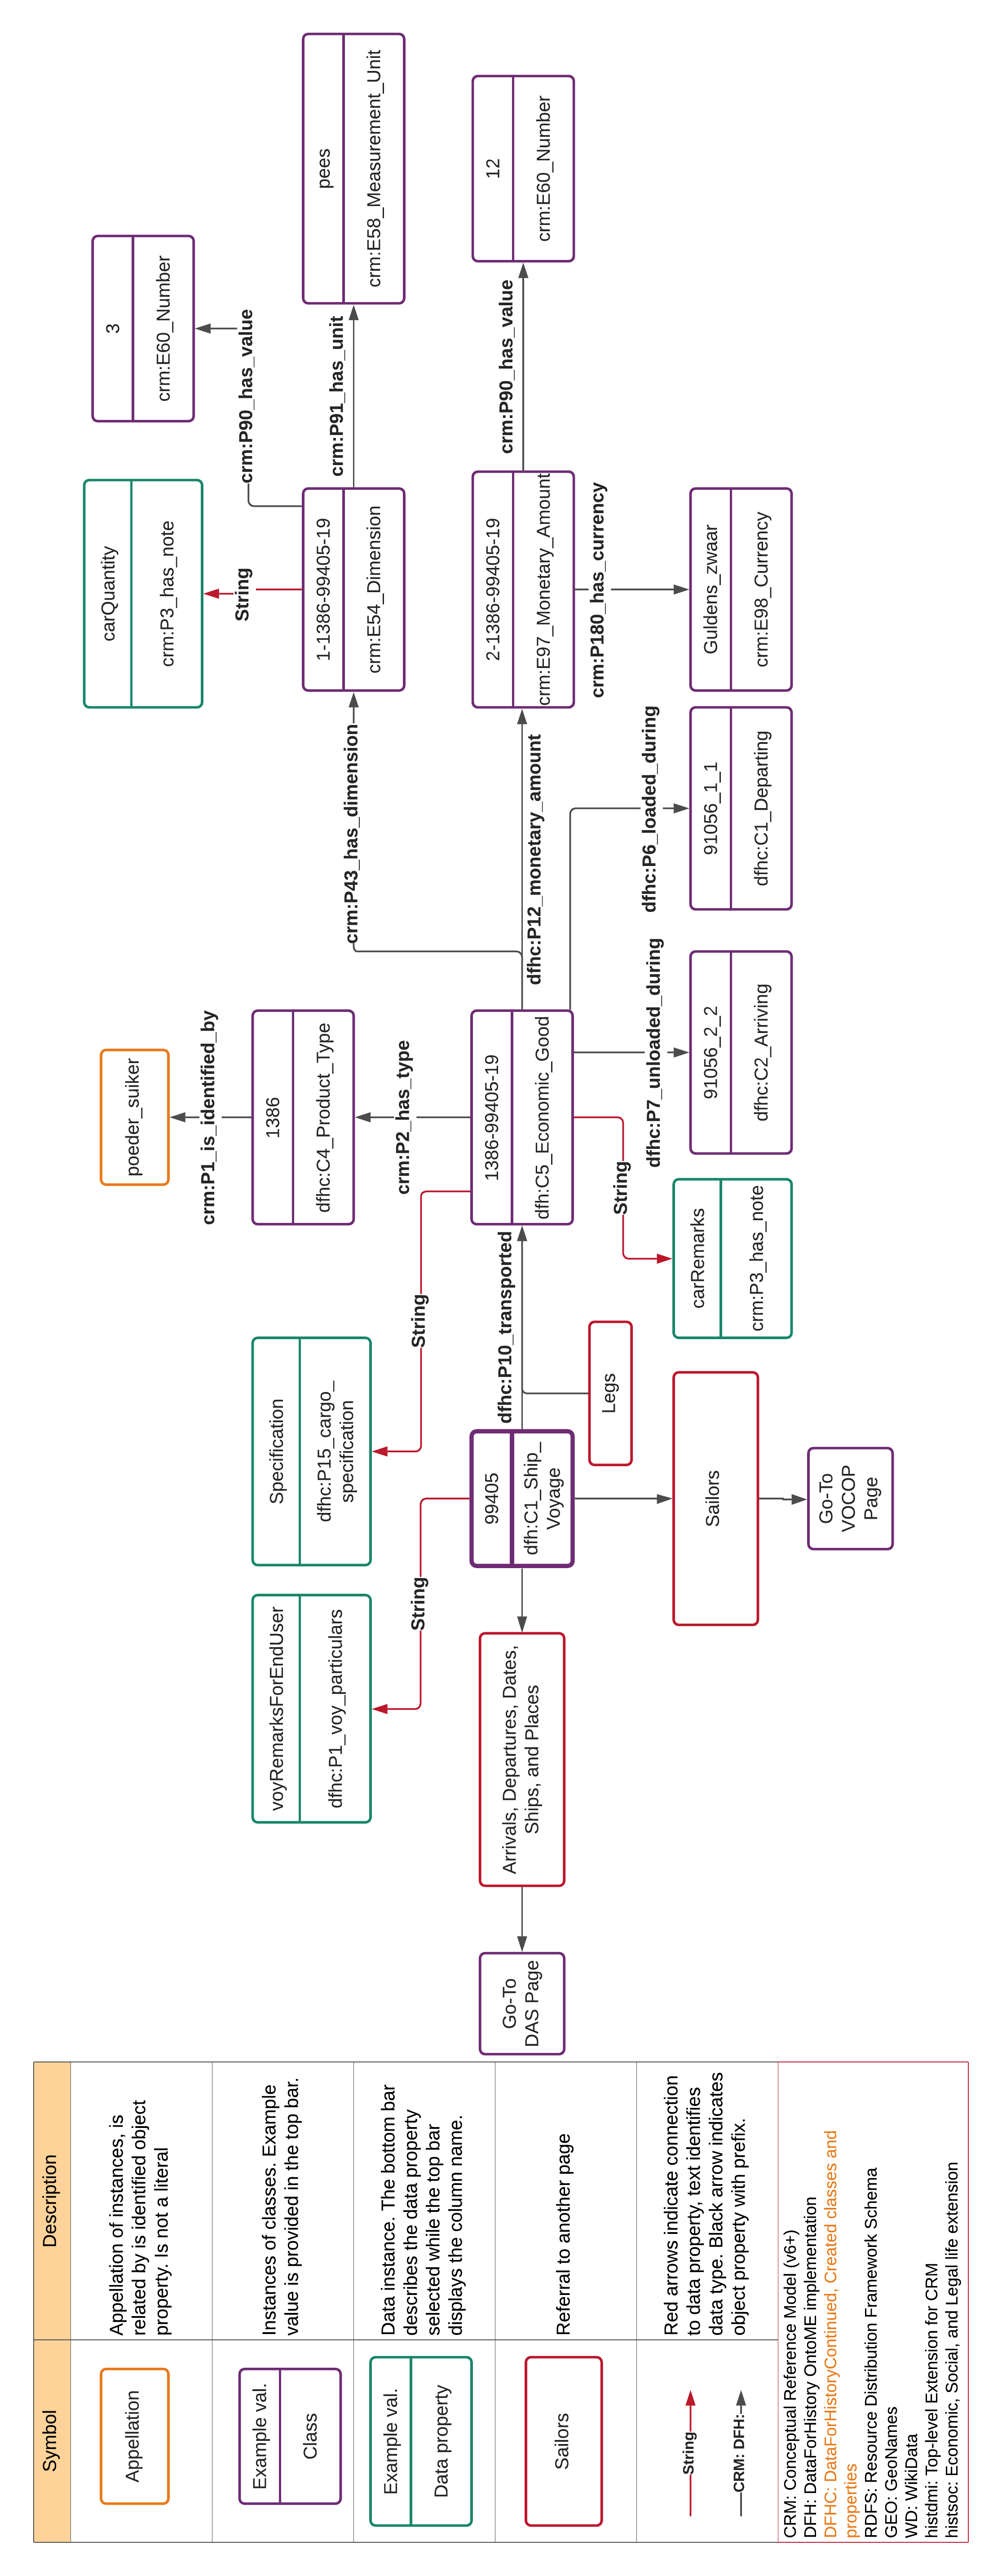 Symbol
Description
Appellation
Appellation of instances, is
related by is identified object
property. Is not a literal
Example val.
Class
Instances of classes. Example
value is provided in the top bar.
Example val.
Data property
Data instance. The bottom bar
describes the data property
selected while the top bar
displays the column name.
Sailors
Referral to another page
String
CRM: DFH:
Red arrows indicate connection
to data property, text identifies
data type. Black arrow indicates
object property with prefix.
CRM: Conceptual Reference Model (v6+)
DFH: DataForHistory OntoME implementation
DFHC: DataForHistoryContinued, Created classes and
properties
RDFS: Resource Distribution Framework Schema
GEO: GeoNames
WD: WikiData
histdmi: Top-level Extension for CRM
histsoc: Economic, Social, and Legal life extension
Go-To
DAS Page
Arrivals, Departures, Dates,
Ships, and Places
voyRemarksForEndUser
dfhc:P1_voy_particulars
String
Specification
dfhc:P15_cargo_
specification
String
99405
dfh:C1_Ship_
Voyage
Sailors
Go-To
VOCOP
Page
Legs
dfhc:P10_transported
poeder_suiker
crm:P1_is_identified_by
1386
dfhc:C4_Product_Type
crm:P2_has_type
1386-99405-19
dfh:C5_Economic_Good
String
carRemarks
crm:P3_has_note
dfhc:P7_unloaded_during
91056_2_2
dfhc:C2_Arriving
dfhc:P6_loaded_during
91056_1_1
dfhc:C1_Departing
crm:P43_has_dimension
dfhc:P12_monetary_amount
carQuantity
crm:P3_has_note
String
1-1386-99405-19
crm:E54_Dimension
2-1386-99405-19
crm:E97_Monetary_Amount
crm:P180_has_currency
Guldens_zwaar
crm:E98_Currency
crm:P90_has_value
3
crm:E60_Number
crm:P91_has_unit
pees
crm:E58_Measurement_Unit
crm:P90_has_value
12
crm:E60_Number